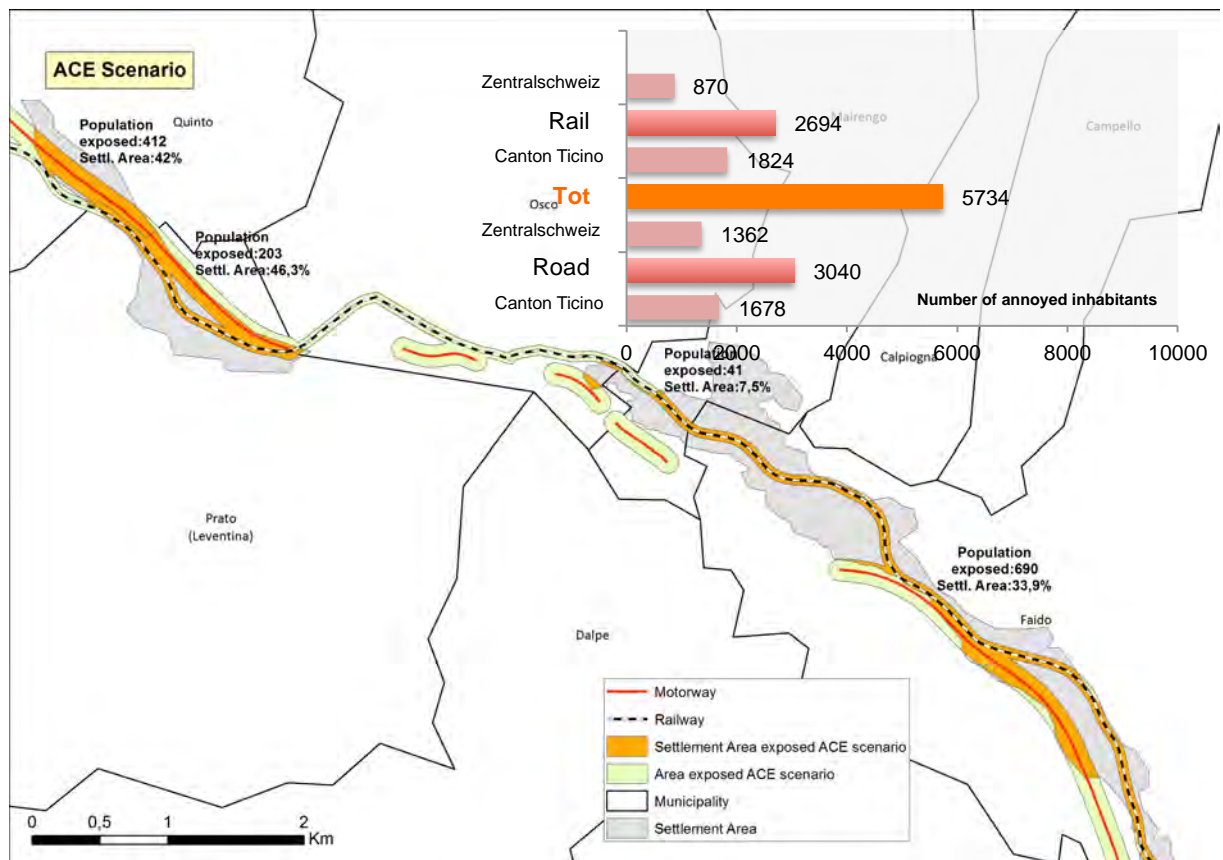 ACE Scenario
Population
exposed:412
Settl. Area:42%
Quinto
Population
exposed:203
Settl. Area:46,3%
Zentralschweiz
870
Rail
2694
Mairengo
Campello
Canton Ticino
1824
Osco
Tot
5734
Zentralschweiz
1362
Road
3040
Canton Ticino
1678
Number of annoyed inhabitants
0 2000 4000 6000 8000 10000
Population
exposed:41
Settl. Area:7,5%
Calpiogna
Prato
(Leventina)
Population
exposed:690
Settl. Area:33,9%
Faido
Dalpe
Motorway
Railway
Settlement Area exposed ACE scenario
Area exposed ACE scenario
Municipality
Settlement Area
0 0,5 1 2
Km